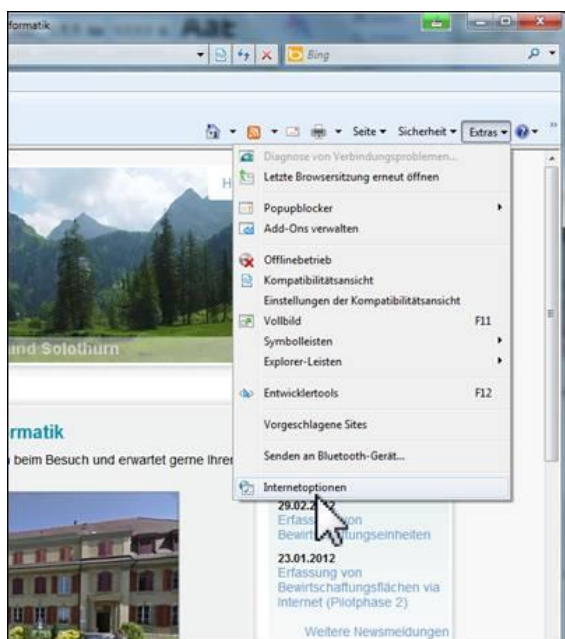 formatik
Bing
Seite
Sicherheit
Extras
Diagnose von Verbindungsproblemen...
Letzte Browsersitzung erneut öffnen
Popupblocker
Add-Ons verwalten
Offlinebetrieb
Kompatibilitätsansicht
Einstellungen der Kompatibilitätsansicht
Vollbild F11
Symbolleisten
Explorer-Leisten
Entwicklertools F12
Vorgeschlagene Sites
Senden an Bluetooth-Gerät...
Internetoptionen
H
und Solothurn
rmatik
beim Besuch und erwartet gerne Ihre
29.02.
Erfassung von
Bewirtschaftungseinheiten
23.01.2012
Erfassung von
Bewirtschaftungsflächen via
Internet (Pilotphase 2)
Weitere Newsmeldungen